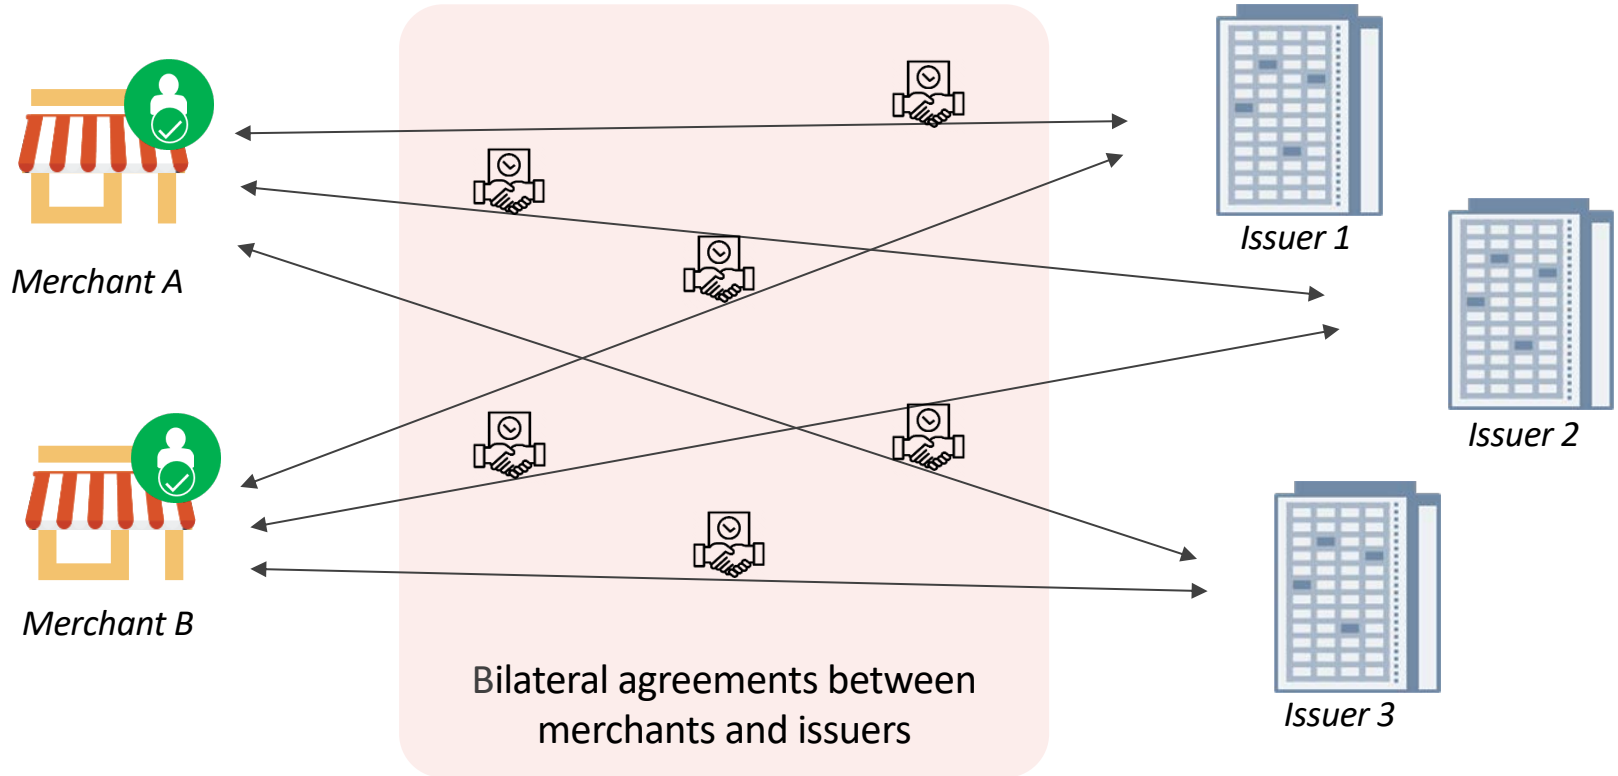 Merchant A
Issuer 1
Issuer 2
Merchant B
Issuer 3
Bilateral agreements between
merchants and issuers